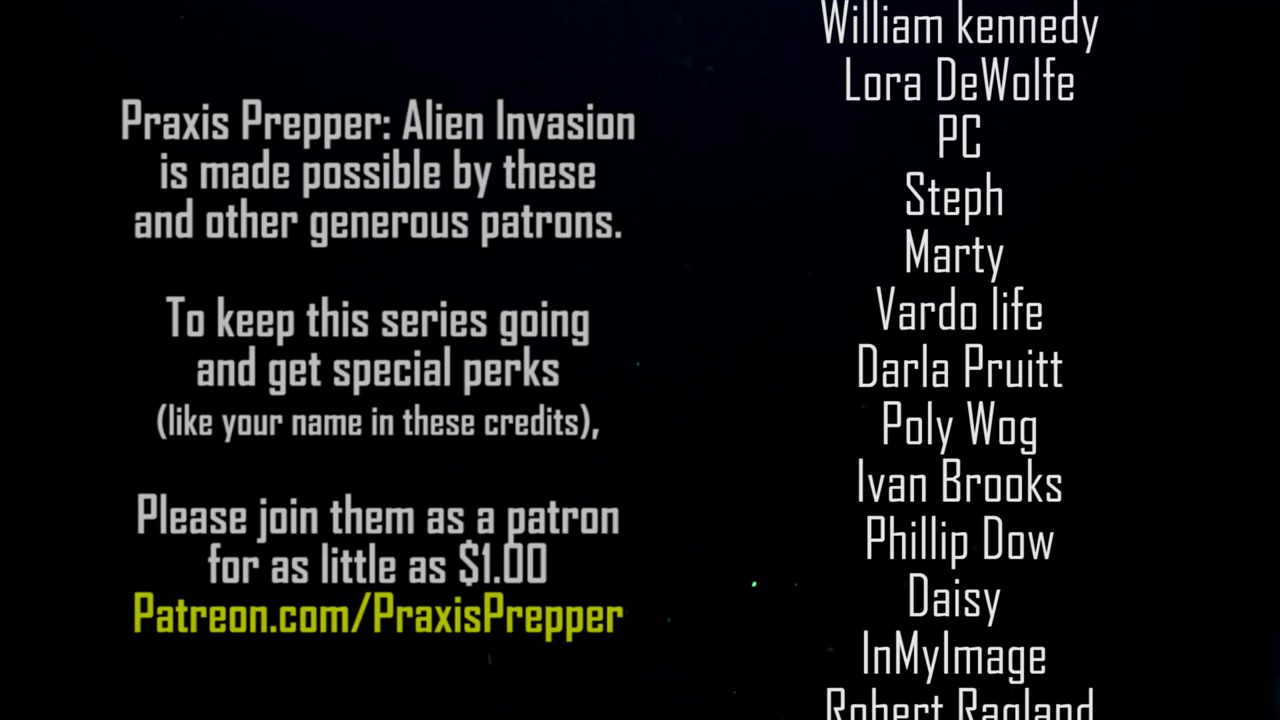 Praxis Prepper: Alien Invasion
is made possible by these
and other generous patrons.
To keep this series going
and get special perks
(like your name in these credits),
Please join them as a patron
for as little as $1.00
Patreon.com/PraxisPrepper
William kennedy
Lora DeWolfe
PC
Steph
Marty
Vardo life
Darla Pruitt
Poly Wog
Ivan Brooks
Phillip Dow
Daisy
InMyImage
Robert Ragland